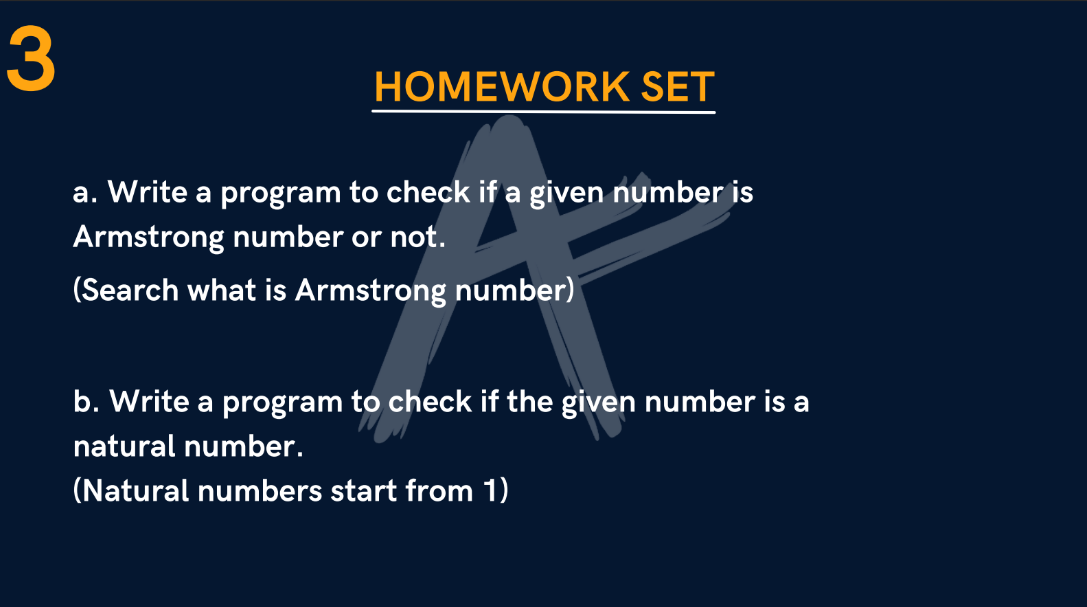 3
HOMEWORK SET
a. Write a program to check if a given number is
Armstrong number or not.
(Search what is Armstrong number)
b. Write a program to check if the given number is a
natural number.
(Natural numbers start from 1)